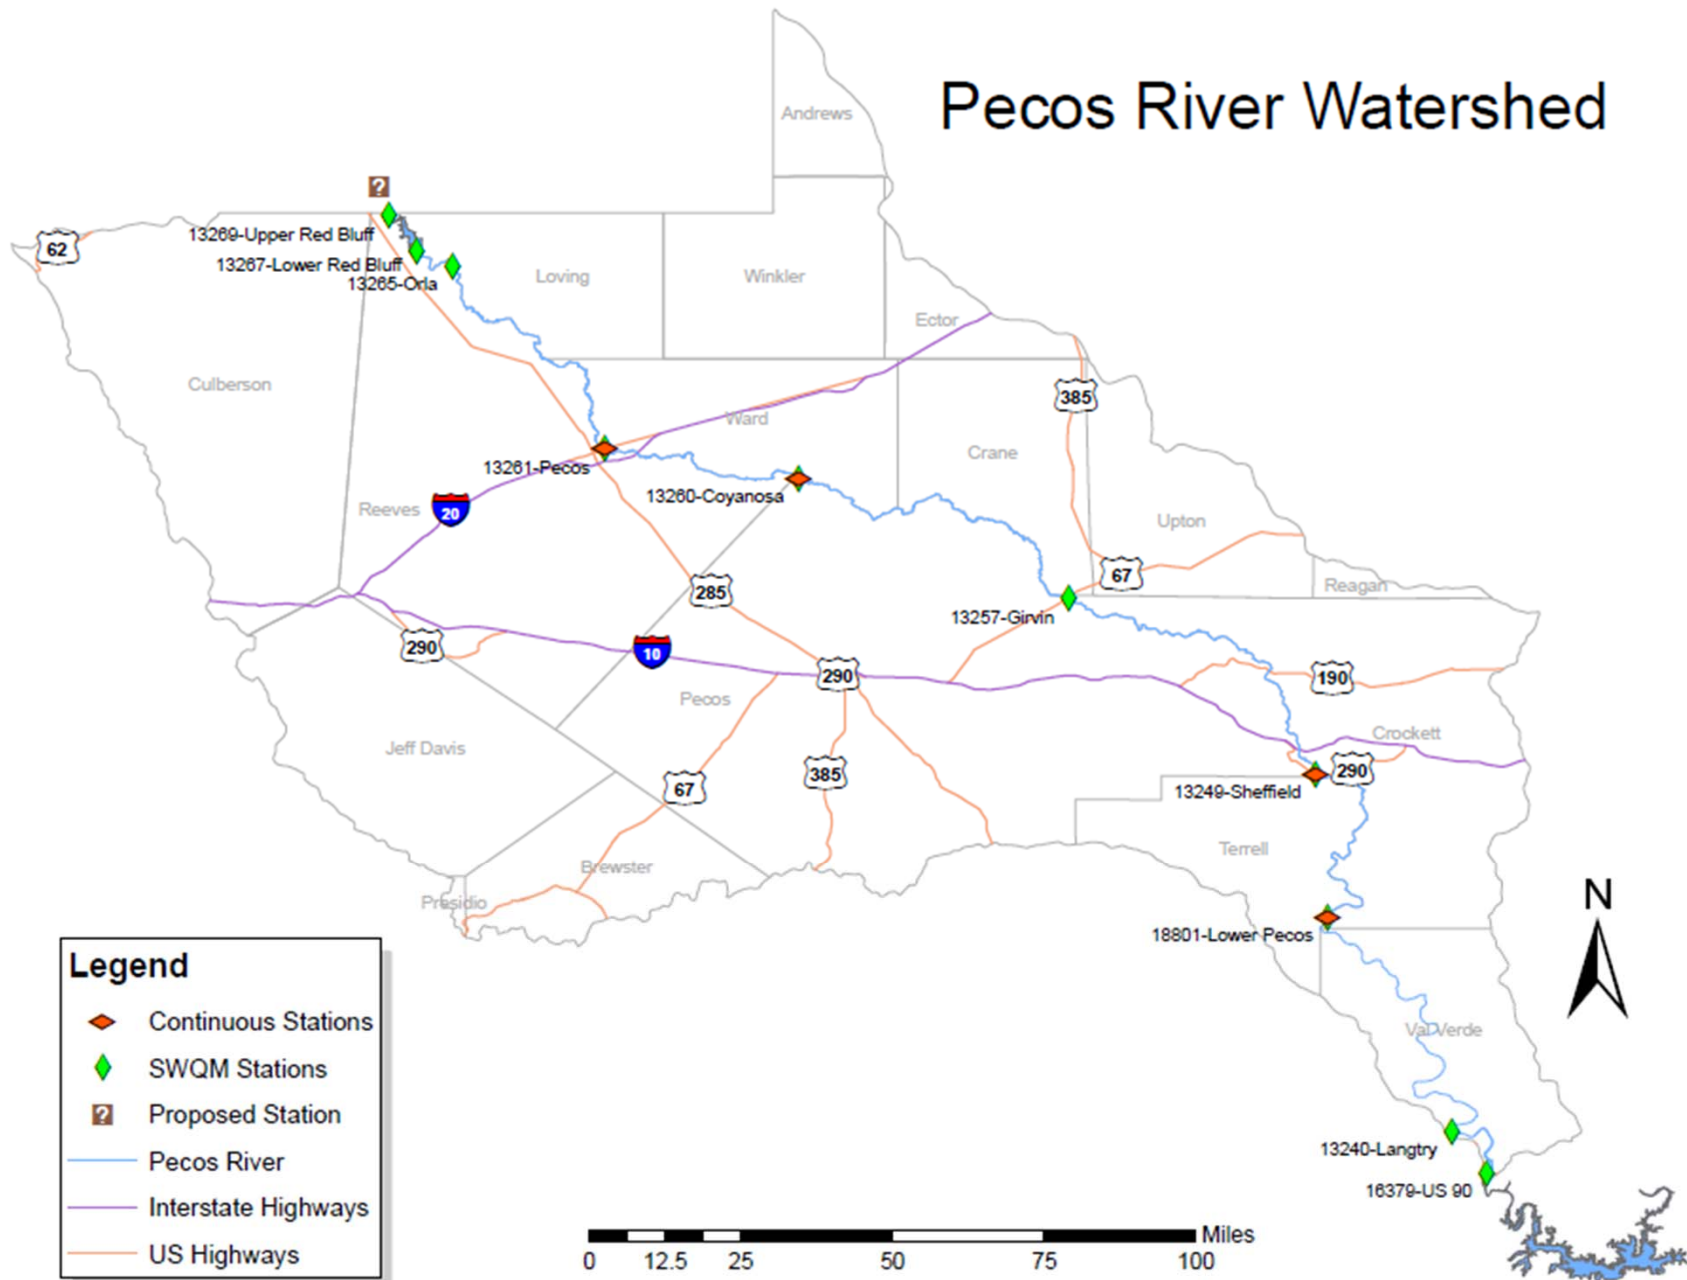 Pecos River Watershed
Andrews
?
62
13269-Upper Red Bluff
13267-Lower Red Bluff
13265-Orla
Loving
Winkler
Ector
Culberson
385
Ward
13261-Pecos
Crane
13260-Coyanosa
Reeves
20
Upton
67
285
Reagan
13257-Girvin
290
10
290
190
Pecos
Jeff Davis
Crockett
67
385
290
13249-Sheffield
Terrell
Brewster
Presidio
N
18801-Lower Pecos
Val Verde
13240-Langtry
16379-US 90
Legend
Continuous Stations
SWQM Stations
? Proposed Station
Pecos River
Interstate Highways
US Highways
Miles
0 12.5 25 50 75 100